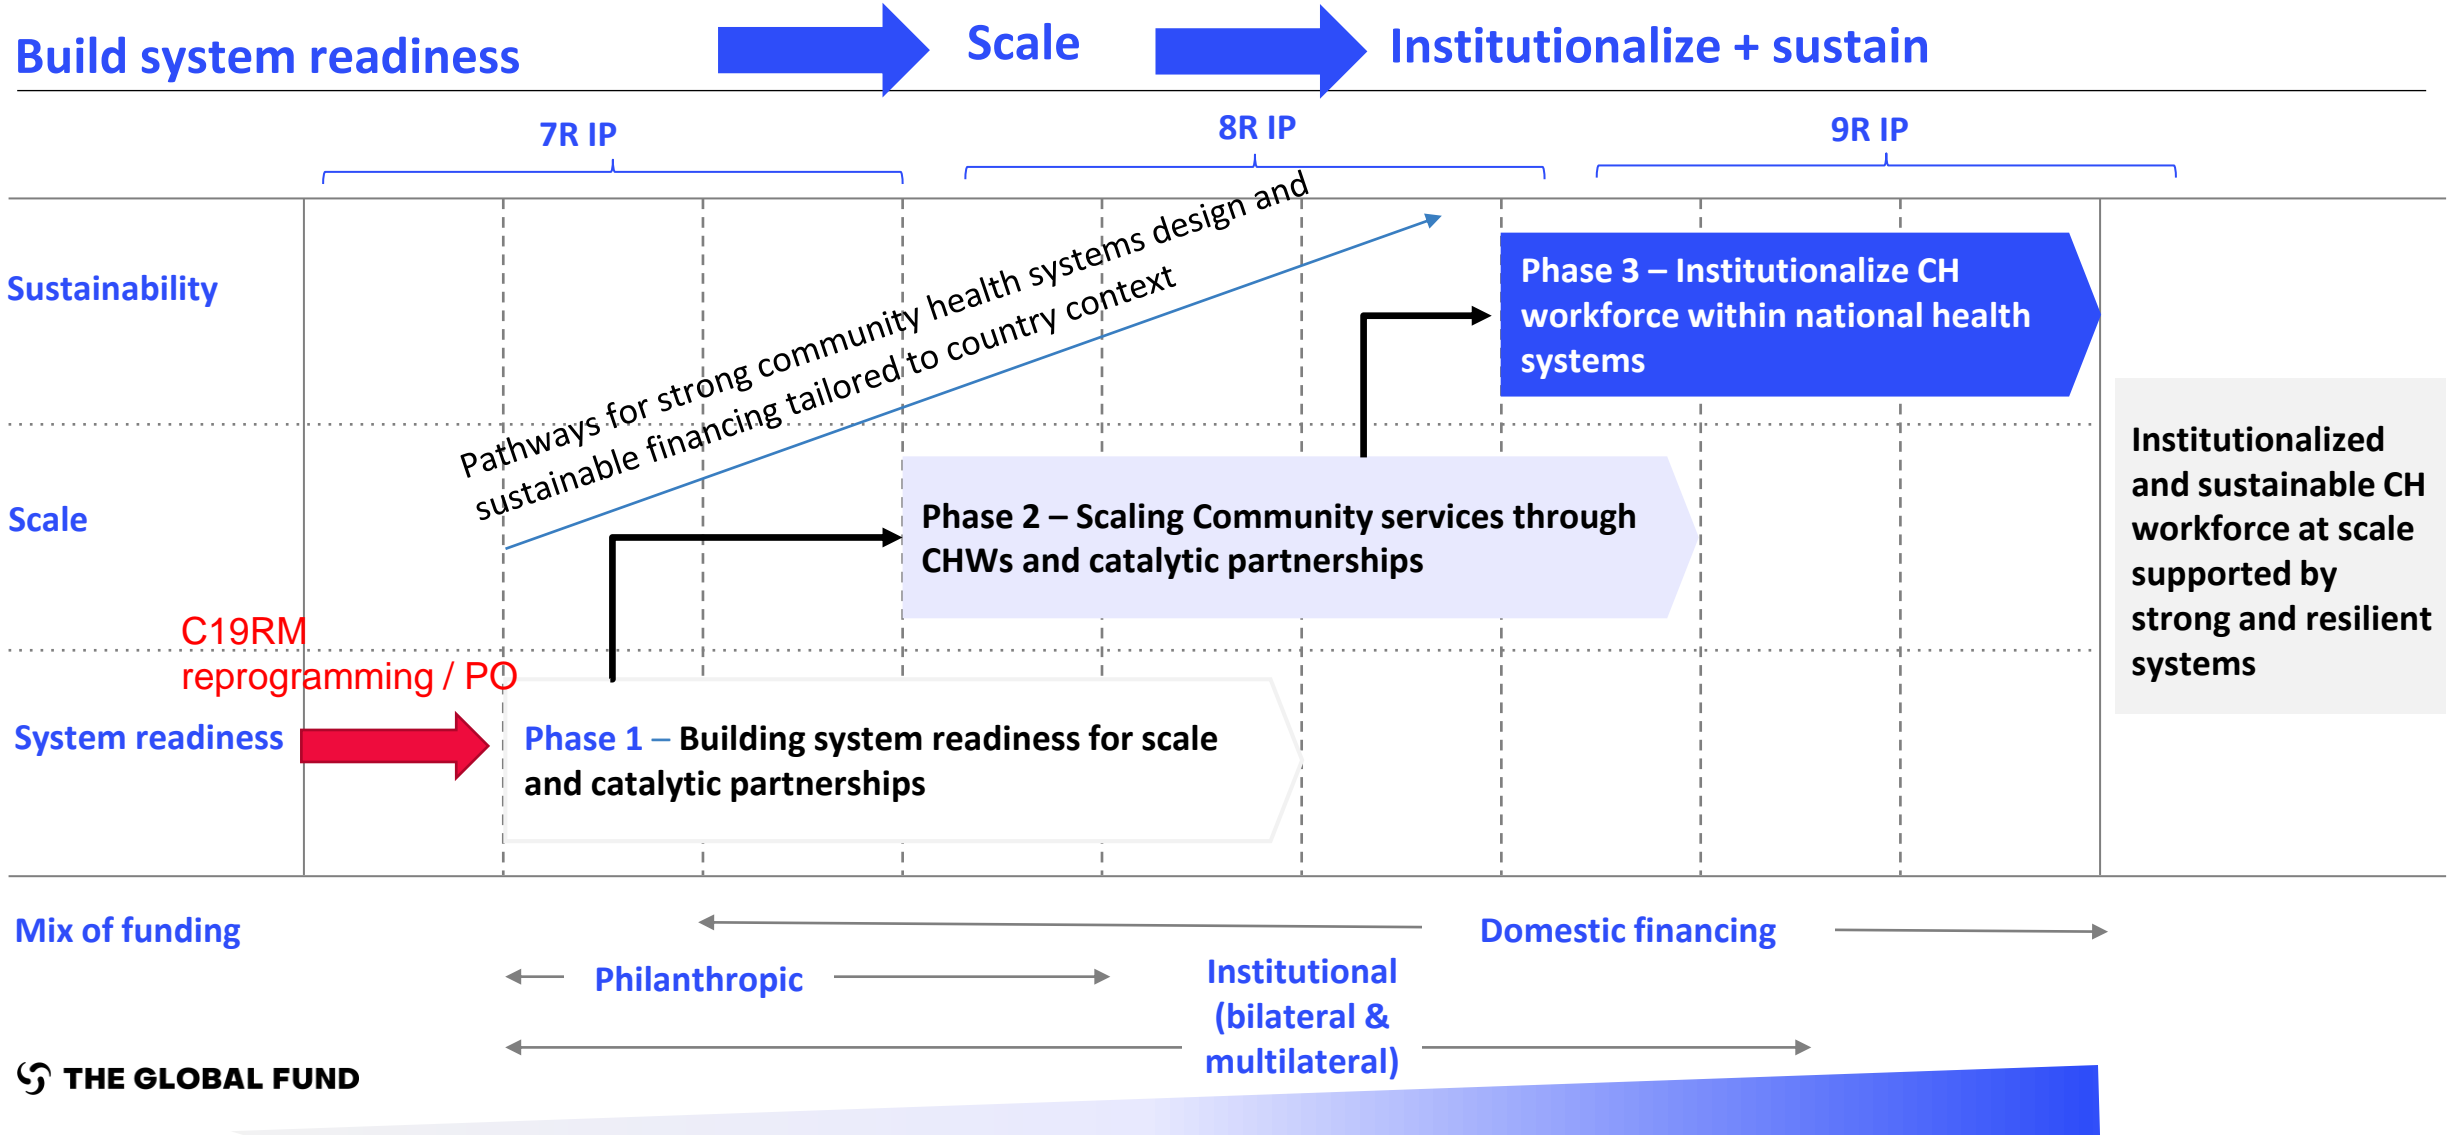 Build system readiness
Scale
Institutionalize + sustain
7R IP
8R IP
9R IP
Sustainability
Pathways for strong community health systems design and
sustainable financing tailored to country context
Phase 3 – Institutionalize CH
workforce within national health
systems
Scale
Phase 2 – Scaling Community services through
CHWs and catalytic partnerships
Institutionalized
and sustainable CH
workforce at scale
supported by
strong and resilient
systems
C19RM
reprogramming / PO
System readiness
Phase 1 – Building system readiness for scale
and catalytic partnerships
Mix of funding
Domestic financing
Philanthropic
Institutional
(bilateral &
multilateral)
THE GLOBAL FUND